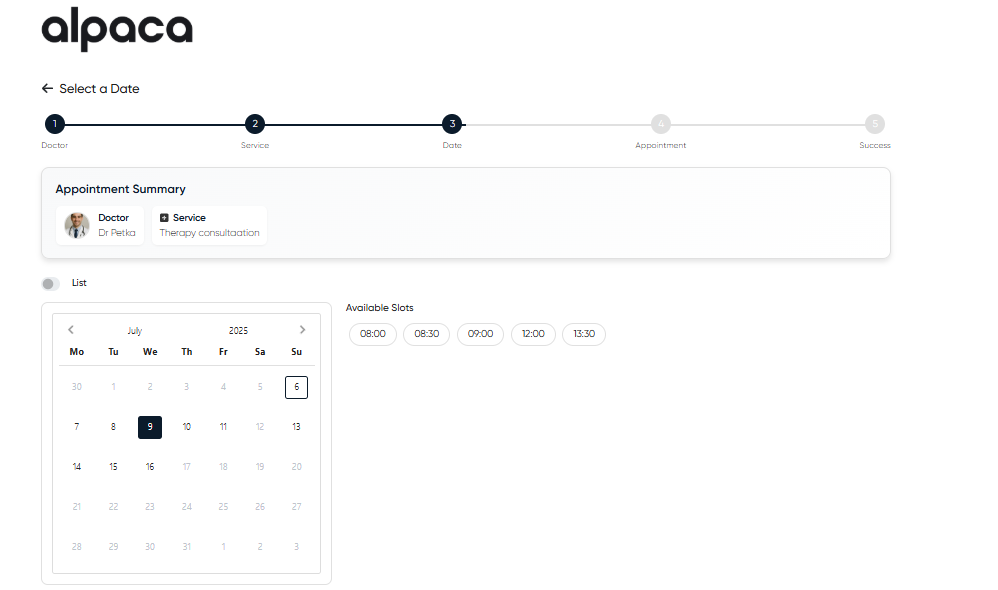 alpaca
Select a Date
1 2 3 4 5
Doctor Service Date Appointment Success
Appointment Summary
Doctor
Dr Petka
Service
Therapy consultaation
List
July 2025
Mo Tu We Th Fr Sa Su
30 1 2 3 4 5 6
7 8 9 10 11 12 13
14 15 16 17 18 19 20
21 22 23 24 25 26 27
28 29 30 31 1 2 3
Available Slots
08:00 08:30 09:00 12:00 13:30